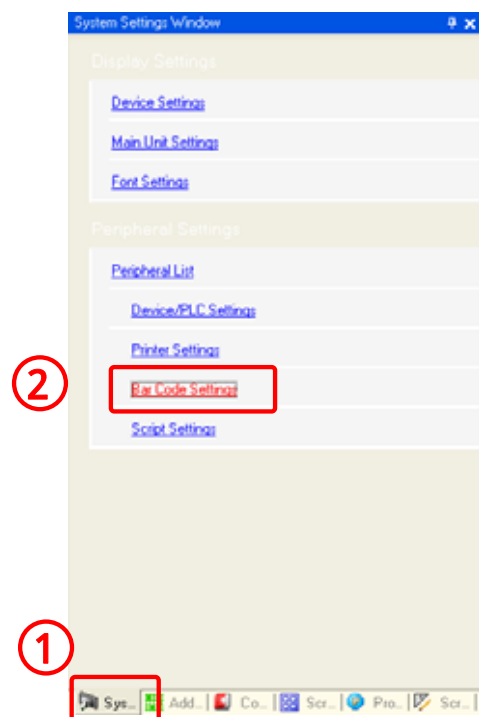 System Settings Window
Display Settings
Device Settings
Main Unit Settings
Font Settings
Peripheral Settings
Peripheral List
Device/PLC Settings
Printer Settings
2
Bar Code Settings
Script Settings
1
Sys... Add... Co... Scr... Pro... Scr...